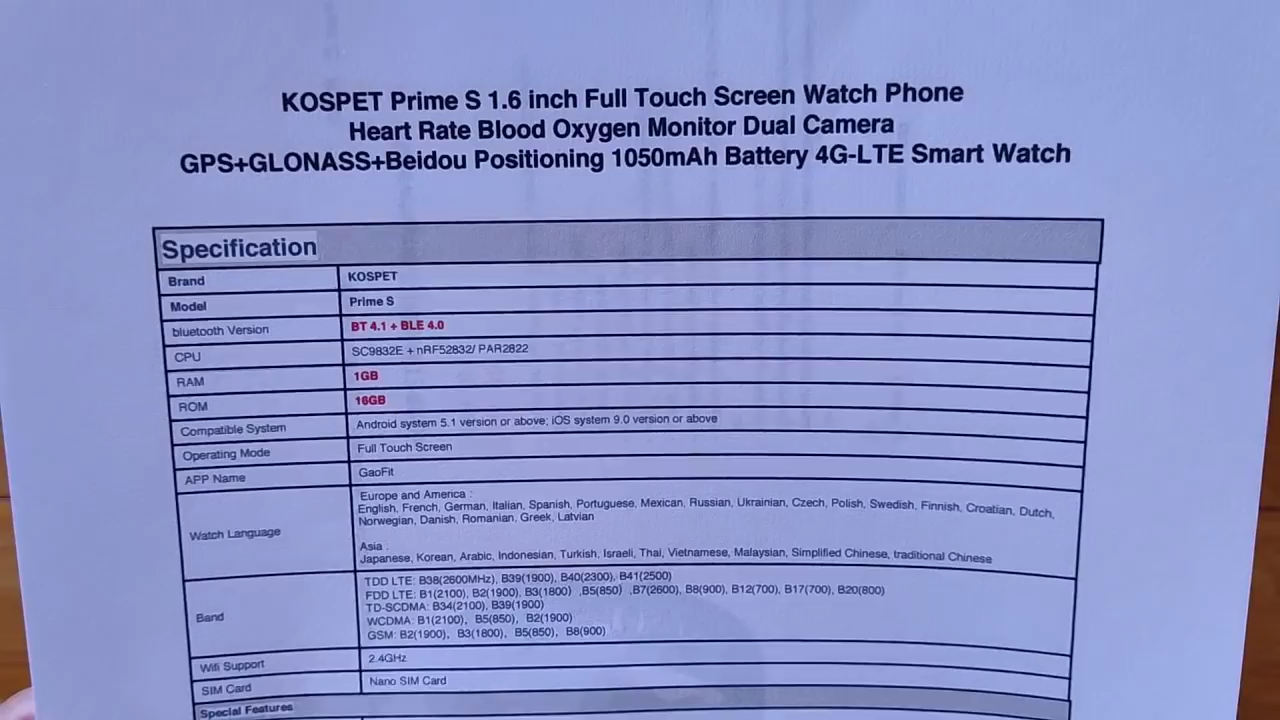 KOSPET Prime S 1.6 inch Full Touch Screen Watch Phone
Heart Rate Blood Oxygen Monitor Dual Camera
GPS+GLONASS+Beidou Positioning 1050mAh Battery 4G-LTE Smart Watch
Specification
Brand KOSPET
Model Prime S
bluetooth Version BT 4.1 + BLE 4.0
CPU SC9832E + nRF52832/ PAR2822
RAM 1GB
ROM 16GB
Compatible System Android system 5.1 version or above; iOS system 9.0 version or above
Operating Mode Full Touch Screen
APP Name GaoFit
Watch Language
Europe and America :
English, French, German, Italian, Spanish, Portuguese, Mexican, Russian, Ukrainian, Czech, Polish, Swedish, Finnish, Croatian, Dutch,
Norwegian, Danish, Romanian, Greek, Latvian
Asia :
Japanese, Korean, Arabic, Indonesian, Turkish, Israeli, Thai, Vietnamese, Malaysian, Simplified Chinese, traditional Chinese
Band
TDD LTE: B38(2600MHz), B39(1900), B40(2300), B41(2500)
FDD LTE: B1(2100), B2(1900), B3(1800) ,B5(850) ,B7(2600), B8(900), B12(700), B17(700), B20(800)
TD-SCDMA: B34(2100), B39(1900)
WCDMA: B1(2100), B5(850), B2(1900)
GSM: B2(1900), B3(1800), B5(850), B8(900)
Wifi Support 2.4GHz
SIM Card Nano SIM Card
Special Features